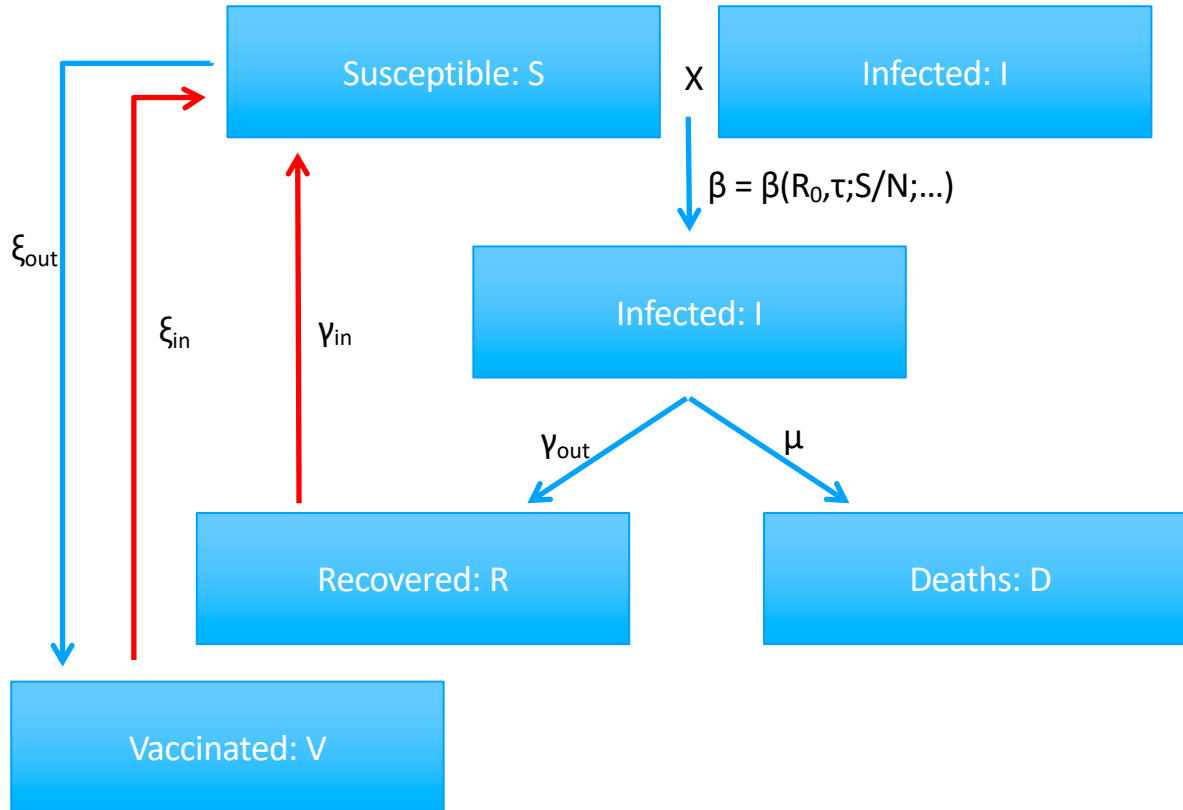 Susceptible: S
X
Infected: I
β = β(R₀,τ;S/N;...)
ξout
ξin
γin
Infected: I
γout
μ
Recovered: R
Deaths: D
Vaccinated: V